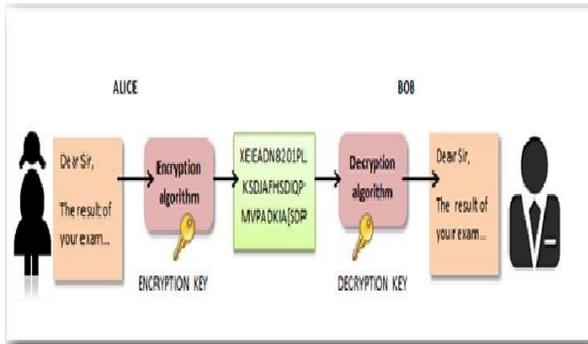 ALICE
BOB
Dear Sir,
The result of
your exam...
Encryption
algorithm
ENCRYPTION KEY
XEIEADN8201PL.
KSDJAFHSDIQP
MVPADKIA[SDF
Decryption
algorithm
DECRYPTION KEY
Dear Sir,
The result of
your exam...